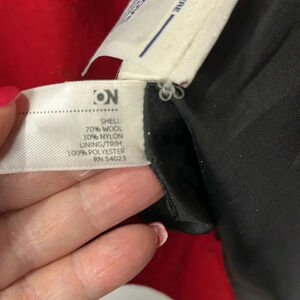 ON
SHELL:
70% WOOL
30% NYLON
LINING/TRIM:
100% POLYESTER
RN 54023